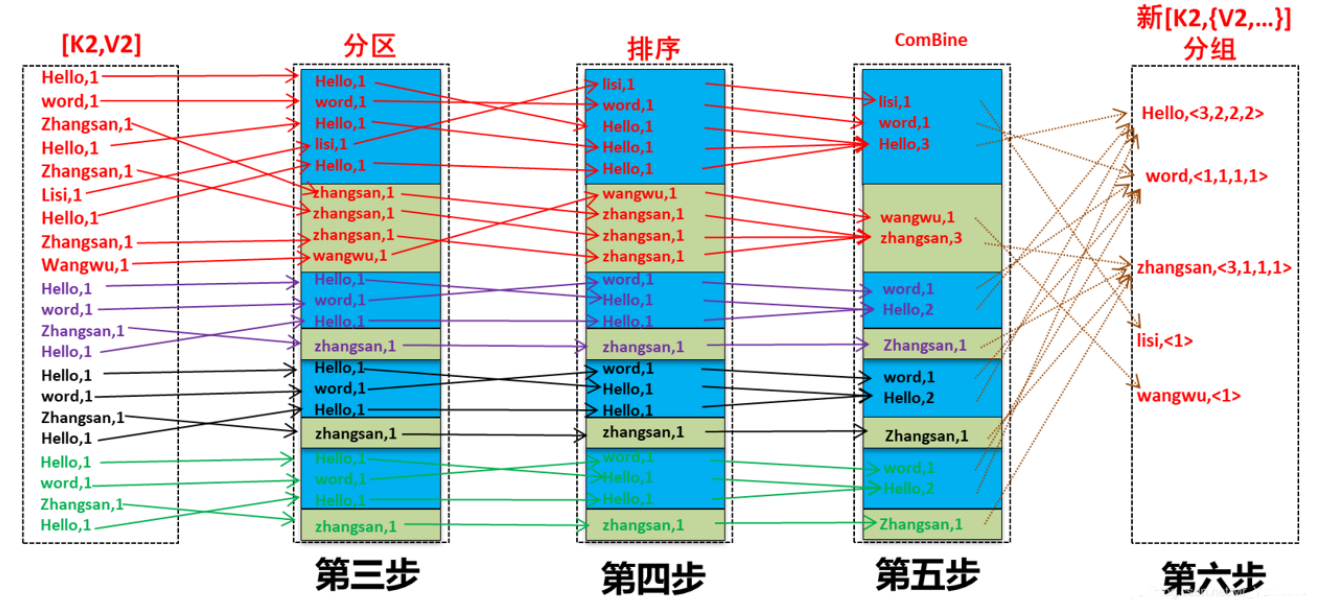 [K2,V2]
Hello,1
word,1
Zhangsan,1
Hello,1
Zhangsan,1
Lisi,1
Hello,1
Zhangsan,1
Wangwu,1
Hello,1
word,1
Zhangsan,1
Hello,1
Hello,1
word,1
Zhangsan,1
Hello,1
Hello,1
word,1
Zhangsan,1
Hello,1
分区
Hello,1
word,1
Hello,1
lisi,1
Hello,1
zhangsan,1
zhangsan,1
zhangsan,1
wangwu,1
Hello,1
word,1
Hello,1
zhangsan,1
Hello,1
word,1
Hello,1
zhangsan,1
Hello,1
word,1
Hello,1
zhangsan,1
第三步
排序
lisi,1
word,1
Hello,1
Hello,1
Hello,1
wangwu,1
zhangsan,1
zhangsan,1
zhangsan,1
word,1
Hello,1
Hello,1
zhangsan,1
word,1
Hello,1
Hello,1
zhangsan,1
word,1
Hello,1
Hello,1
zhangsan,1
第四步
ComBine
lisi,1
word,1
Hello,3
wangwu,1
zhangsan,3
word,1
Hello,2
Zhangsan,1
word,1
Hello,2
Zhangsan,1
word,1
Hello,2
Zhangsan,1
第五步
新[K2,{V2,...}]
分组
Hello,<3,2,2,2>
word,<1,1,1,1>
zhangsan,<3,1,1,1>
lisi,<1>
wangwu,<1>
第六步